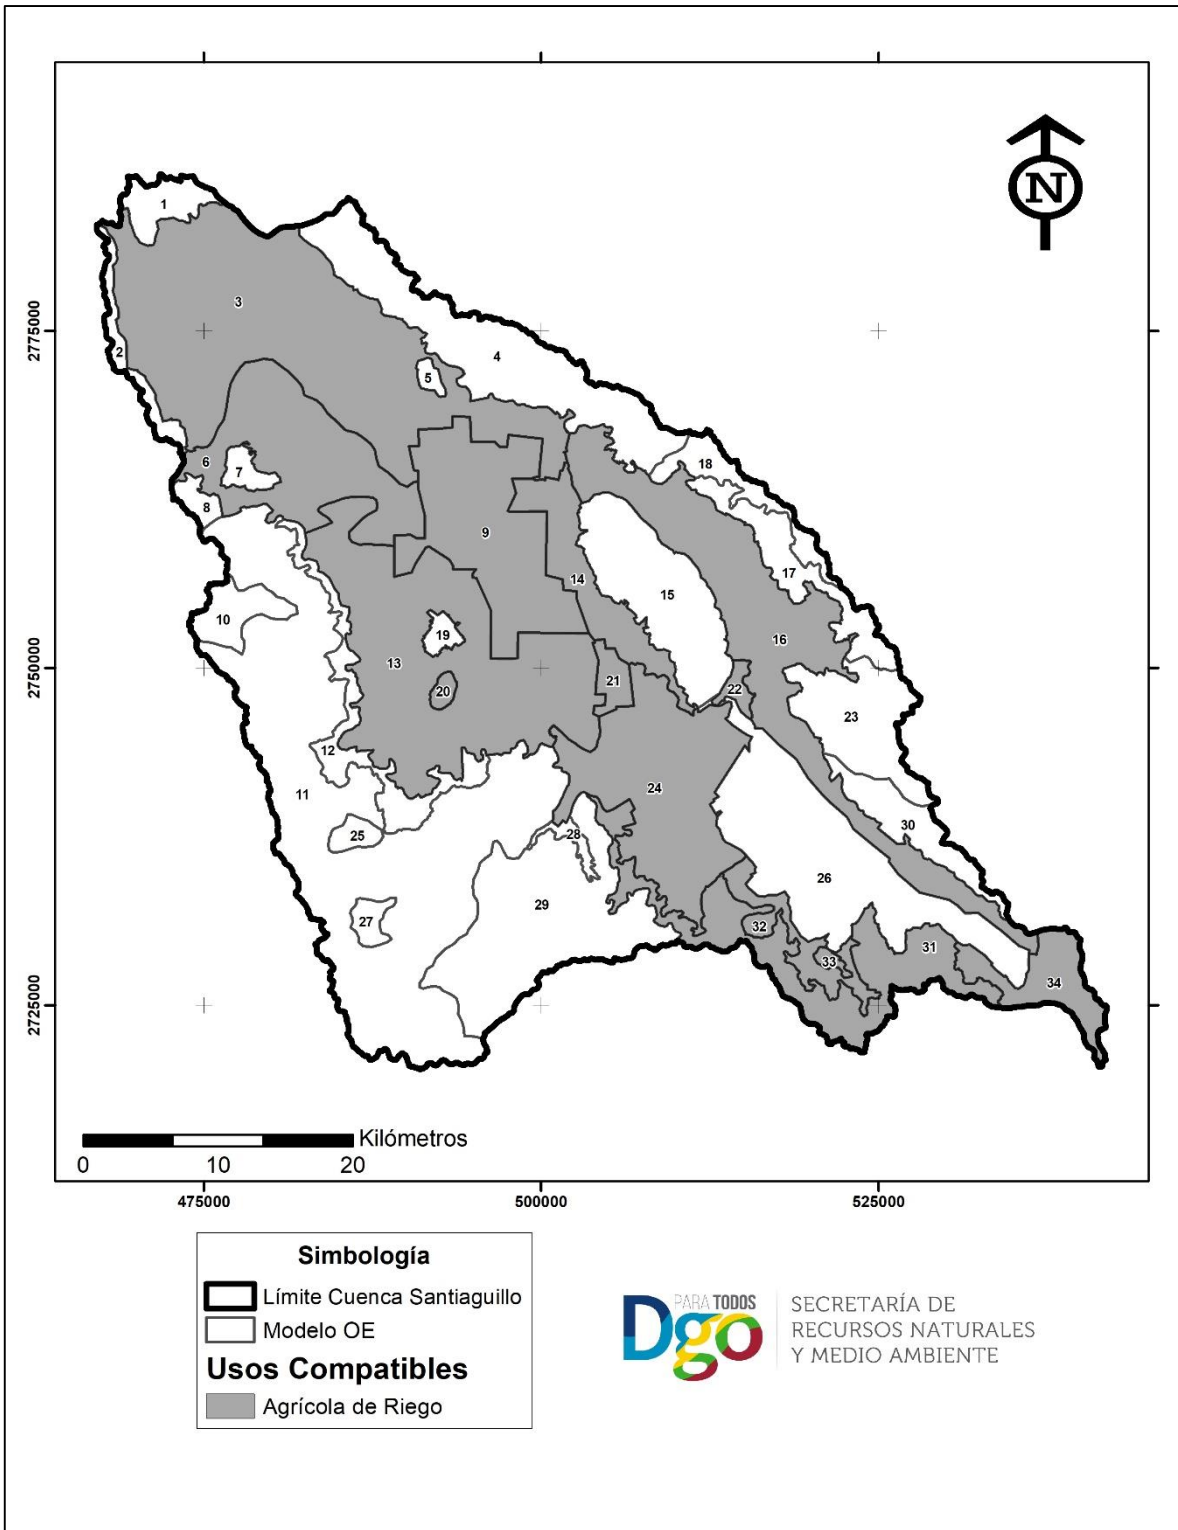 N
1
3
2
4
5
6
7
8
18
9
17
14
15
10
16
19
13
20
21
22
23
12
11
24
25
30
28
26
29
27
32
31
33
34
2775000
2750000
2725000
2775000
2750000
2725000
Kilómetros
0 10 20
475000 500000 525000
Simbología
Límite Cuenca Santiaguillo
Modelo OE
Usos Compatibles
Agrícola de Riego
PARA TODOS
Dgo
SECRETARÍA DE
RECURSOS NATURALES
Y MEDIO AMBIENTE